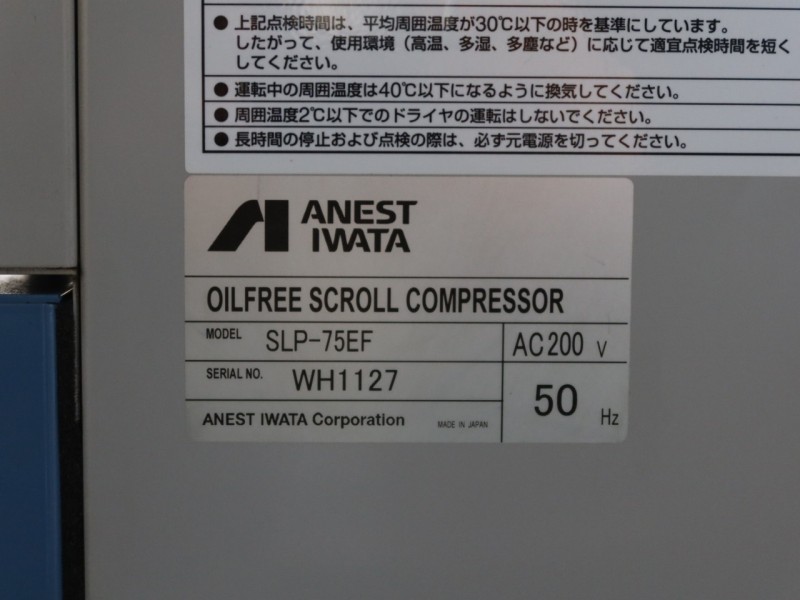 ● 上記点検時間は、平均周囲温度が30℃以下の時を基準にしています。
したがって、使用環境（高温、多湿、多塵など）に応じて適宜点検時間を短く
してください。
● 運転中の周囲温度は40℃以下になるように換気してください。
● 周囲温度2℃以下でのドライヤの運転はしないでください。
● 長時間の停止および点検の際は、必ず元電源を切ってください。
ANEST
IWATA
OILFREE SCROLL COMPRESSOR
MODEL SLP-75EF AC 200 V
SERIAL NO. WH1127
50 Hz
ANEST IWATA Corporation MADE IN JAPAN